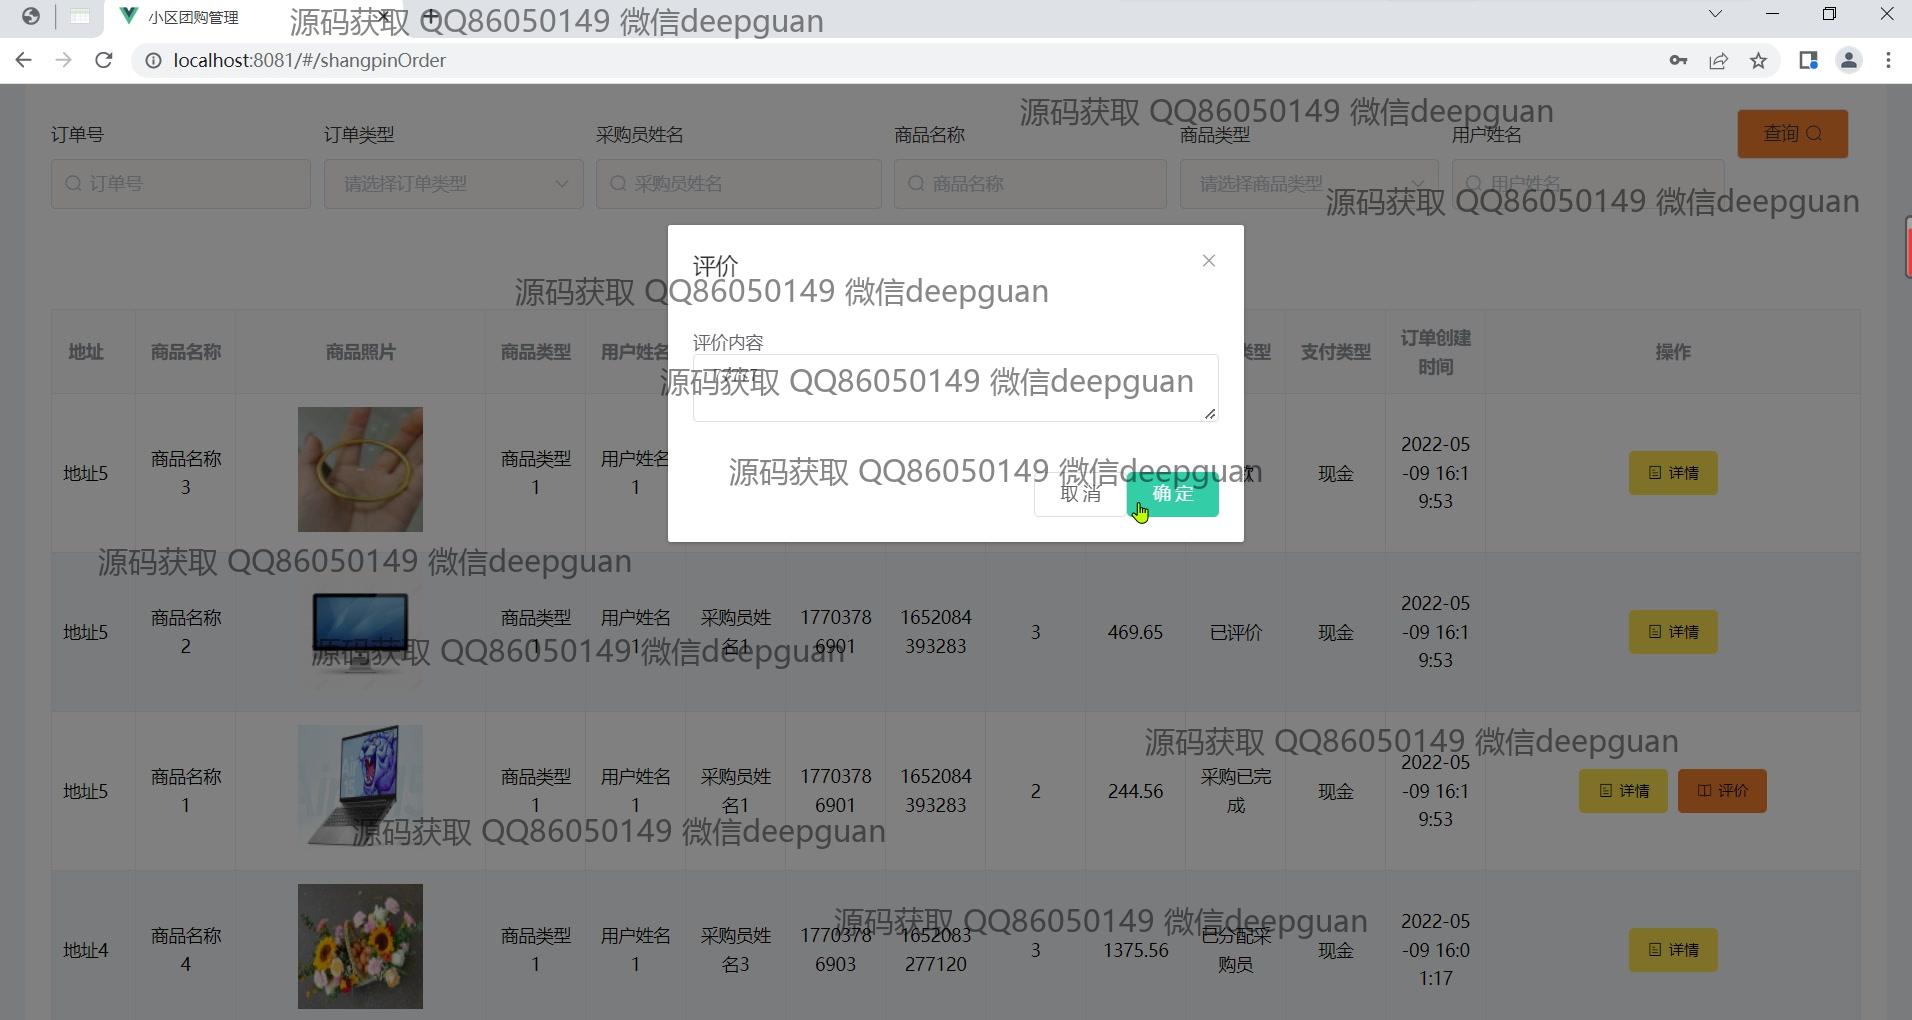 小区团购管理
源码获取 QQ86050149 微信deepguan
localhost:8081/#/shangpinOrder
源码获取 QQ86050149 微信deepguan
订单号
订单类型
采购员姓名
商品名称
商品类型
用户姓名
查询
订单号
请选择订单类型
采购员姓名
商品名称
请选择商品类型
用户姓名
源码获取 QQ86050149 微信deepguan
评价
源码获取 QQ86050149 微信deepguan
评价内容
源码获取 QQ86050149 微信deepguan
源码获取 QQ86050149 微信deepguan
取消
确定
地址
商品名称
商品照片
商品类型
用户姓名
类型
支付类型
订单创建
时间
操作
地址5
商品名称
3
商品类型
1
用户姓名
1
现金
2022-05
-09 16:1
9:53
详情
源码获取 QQ86050149 微信deepguan
地址5
商品名称
2
商品类型
1
用户姓名
1
采购员姓
名1
1770378
6901
1652084
393283
3
469.65
已评价
现金
2022-05
-09 16:1
9:53
详情
源码获取 QQ86050149 微信deepguan
源码获取 QQ86050149 微信deepguan
地址5
商品名称
1
商品类型
1
用户姓名
1
采购员姓
名1
1770378
6901
1652084
393283
2
244.56
采购已完
成
现金
2022-05
-09 16:1
9:53
详情
评价
源码获取 QQ86050149 微信deepguan
源码获取 QQ86050149 微信deepguan
地址4
商品名称
4
商品类型
1
用户姓名
1
采购员姓
名3
1770378
6903
1652083
277120
3
1375.56
已分配采
购员
现金
2022-05
-09 16:0
1:17
详情